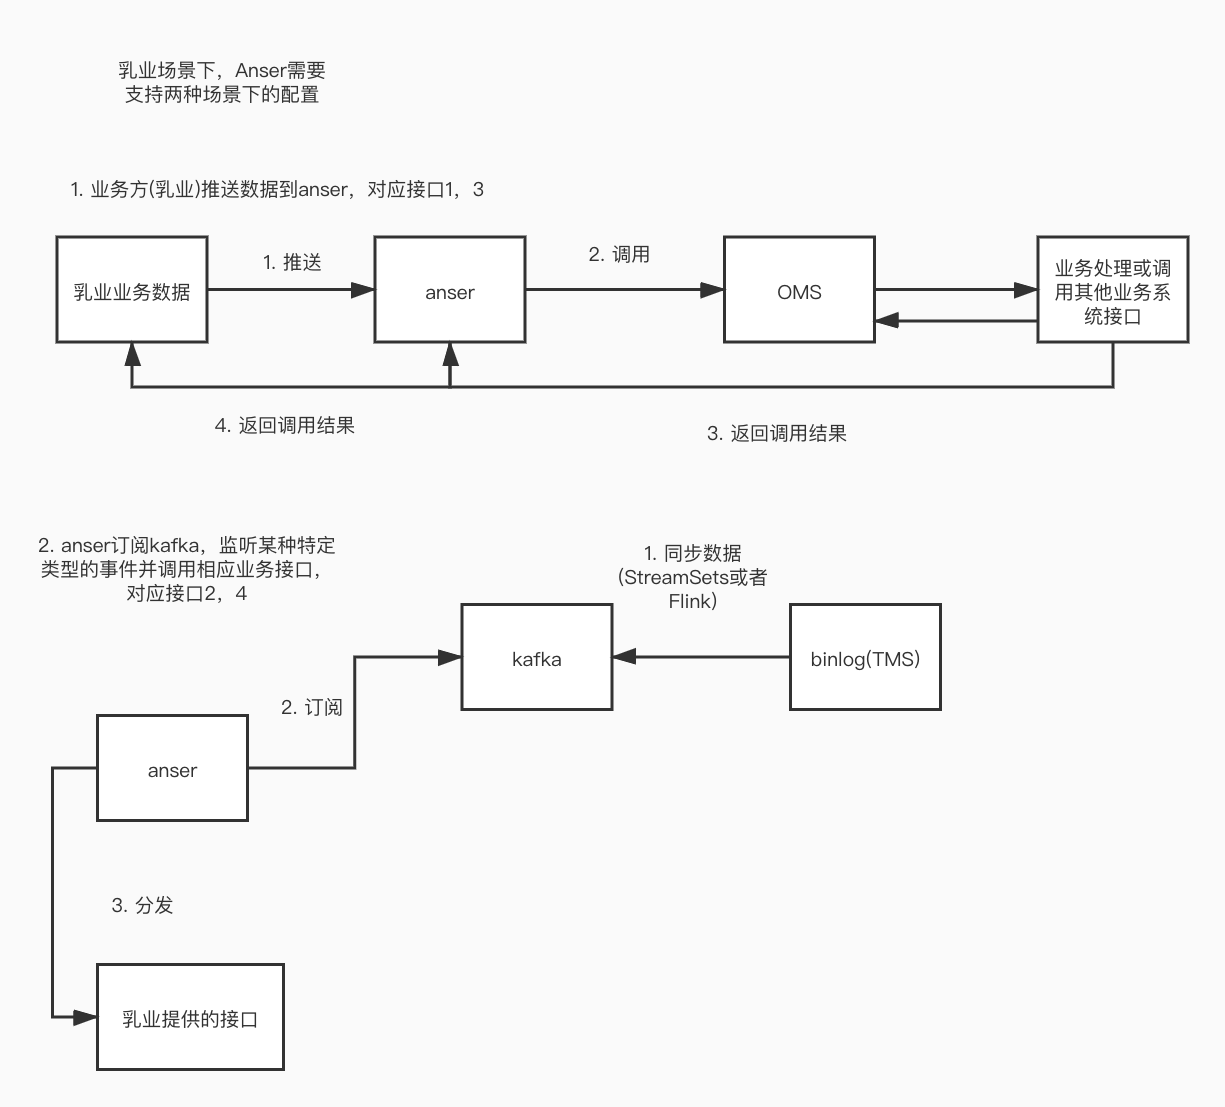 乳业场景下，Anser需要
支持两种场景下的配置
1. 业务方(乳业)推送数据到anser，对应接口1，3
乳业业务数据
1. 推送
anser
2. 调用
OMS
业务处理或调
用其他业务系
统接口
4. 返回调用结果
3. 返回调用结果
2. anser订阅kafka，监听某种特定
类型的事件并调用相应业务接口，
对应接口2，4
1. 同步数据
(StreamSets或者
Flink)
kafka
binlog(TMS)
2. 订阅
anser
3. 分发
乳业提供的接口